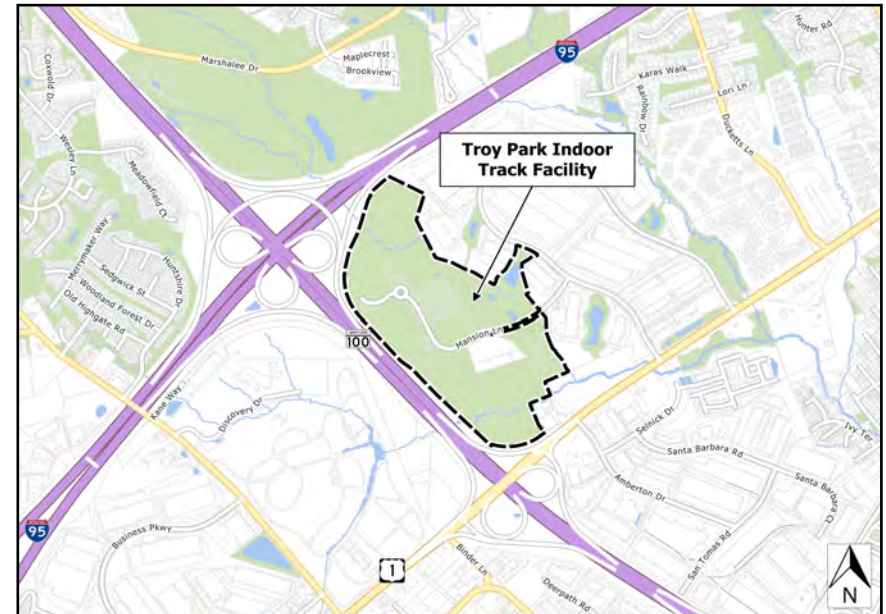 95
Hunter Rd
Maplecrest
Brookview
Marshalee Dr
Coxwold Dr
Karas Walk
Lori Ln
Rainbow Dr
Ducketts Ln
Wesley Ln
Meadowfield Ct
Troy Park Indoor
Track Facility
Merrymaker Way
Huntshire Dr
Sedgwick St
Woodland Forest Dr
Old Highgate Rd
100
Mansion Ln
Kane Way
Discovery Dr
Selnick Dr
Ivy Ter
Santa Barbara Rd
Santa Barbara Ct
Amberton Dr
95
Business Pkwy
San Tomas Rd
1
Binder Ln
Deerpath Rd
N